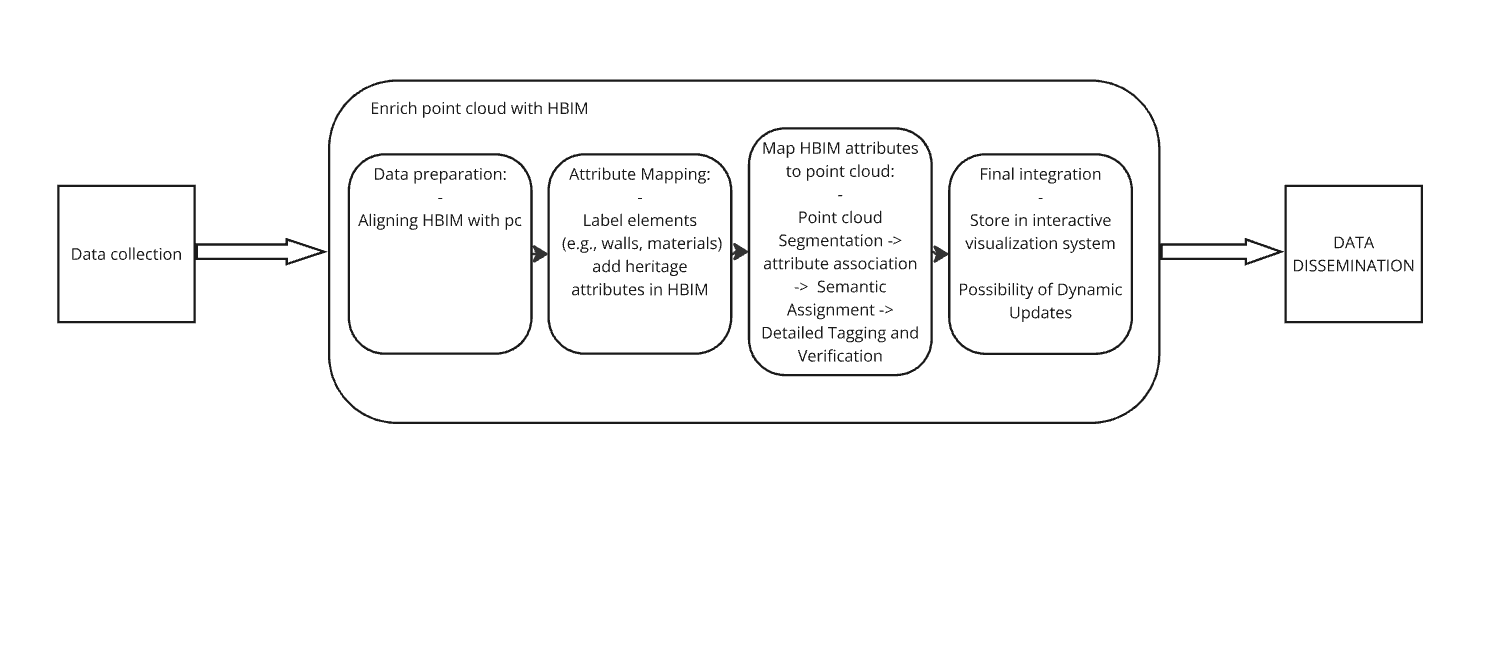 Enrich point cloud with HBIM
Data collection
Data preparation:
-
Aligning HBIM with pc
Attribute Mapping:
-
Label elements
(e.g., walls, materials)
add heritage
attributes in HBIM
Map HBIM attributes
to point cloud:
-
Point cloud
Segmentation ->
attribute association
-> Semantic
Assignment ->
Detailed Tagging and
Verification
Final integration
-
Store in interactive
visualization system
Possibility of Dynamic
Updates
DATA
DISSEMINATION